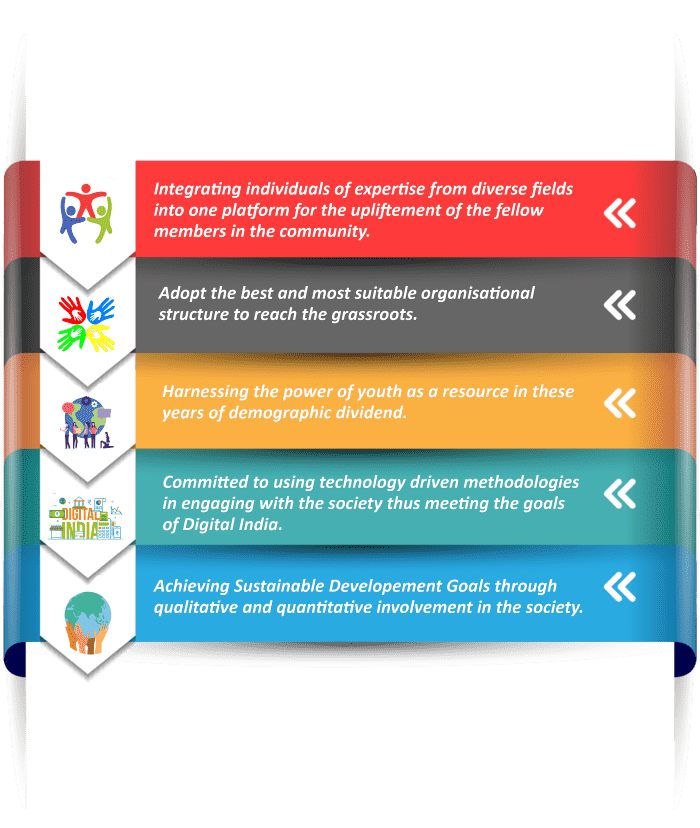 Integrating individuals of expertise from diverse fields
into one platform for the upliftement of the fellow
members in the community.
Adopt the best and most suitable organisational
structure to reach the grassroots.
Harnessing the power of youth as a resource in these
years of demographic dividend.
Committed to using technology driven methodologies
in engaging with the society thus meeting the goals
of Digital India.
DIGITAL
INDIA
Achieving Sustainable Developement Goals through
qualitative and quantitative involvement in the society.